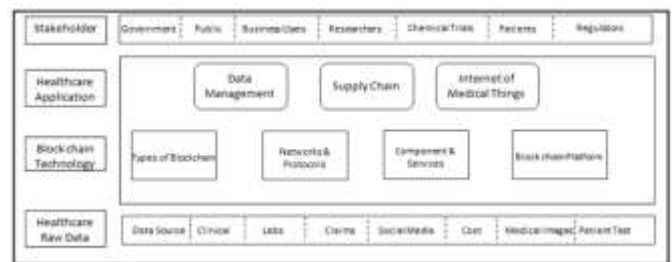 Stakeholder
Government Public Business Users Researchers Chemical Trials Patients Regulators
Healthcare
Application
Data
Management
Supply Chain
Internet of
Medical Things
Block chain
Technology
Types of Blockchain
Networks &
Protocols
Component &
Services
Block chain Platform
Healthcare
Raw Data
Data Source Clinical Labs Claims Social Media Cost Medical Images Patient Test